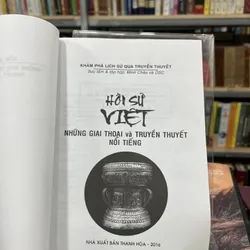 KHÁM PHÁ LỊCH SỬ QUA TRUYỀN THUYẾT
HỒI SỬ
VIỆT
NHỮNG GIAI THOẠI và TRUYỀN THUYẾT
NỔI TIẾNG
NHÀ XUẤT BẢN THANH HÓA - 2016